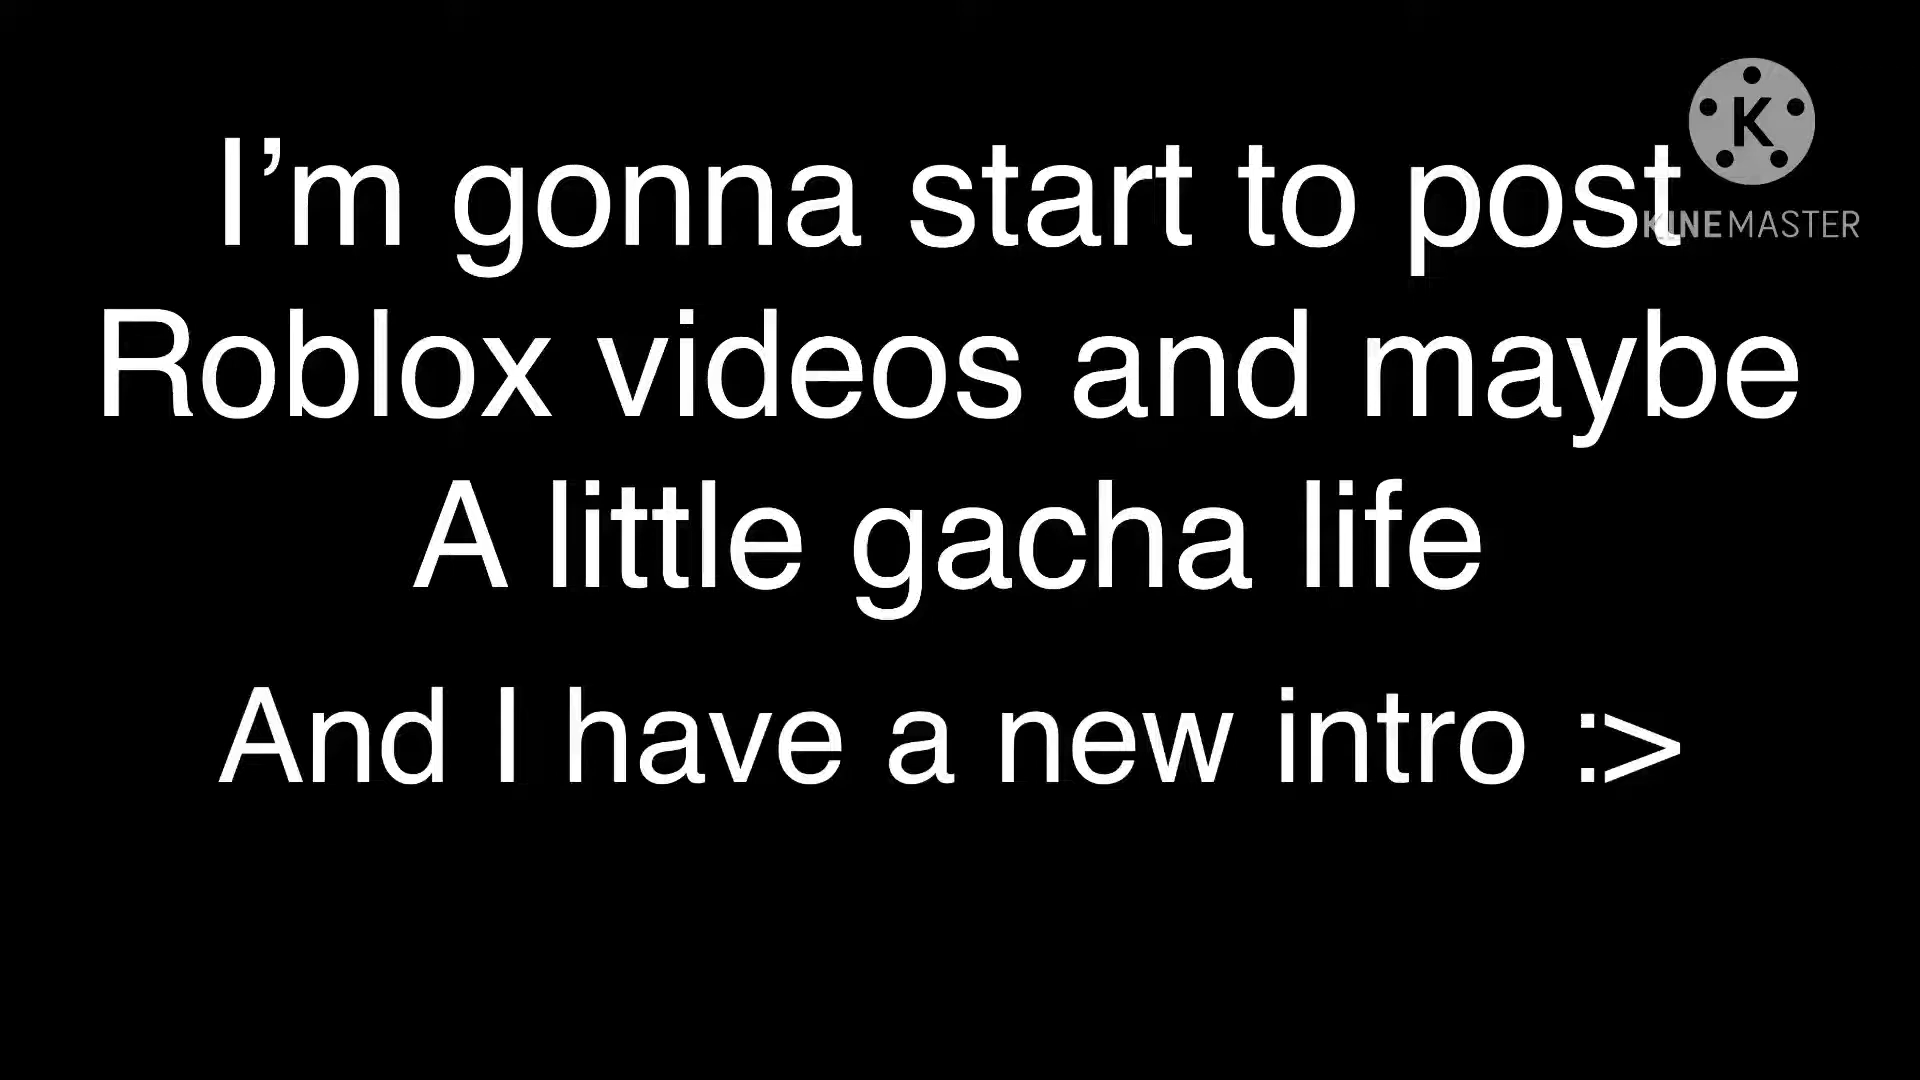 I’m gonna start to post
KINEMASTER
Roblox videos and maybe
A little gacha life
And I have a new intro :>